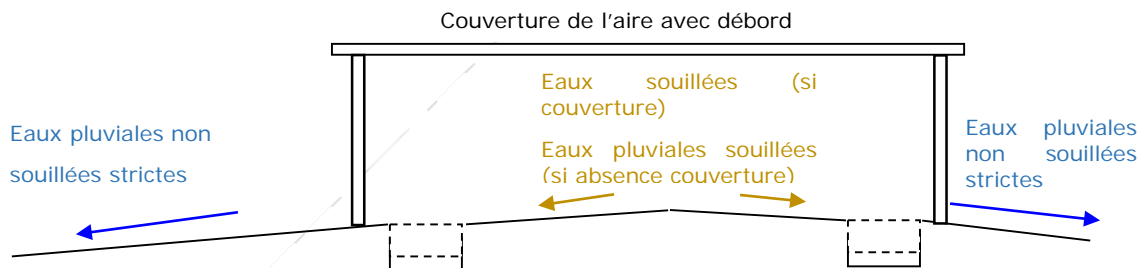 Couverture de l'aire avec débord
Eaux souillées (si
couverture)
Eaux pluviales souillées
(si absence couverture)
Eaux pluviales non
souillées strictes
Eaux pluviales
non souillées
strictes